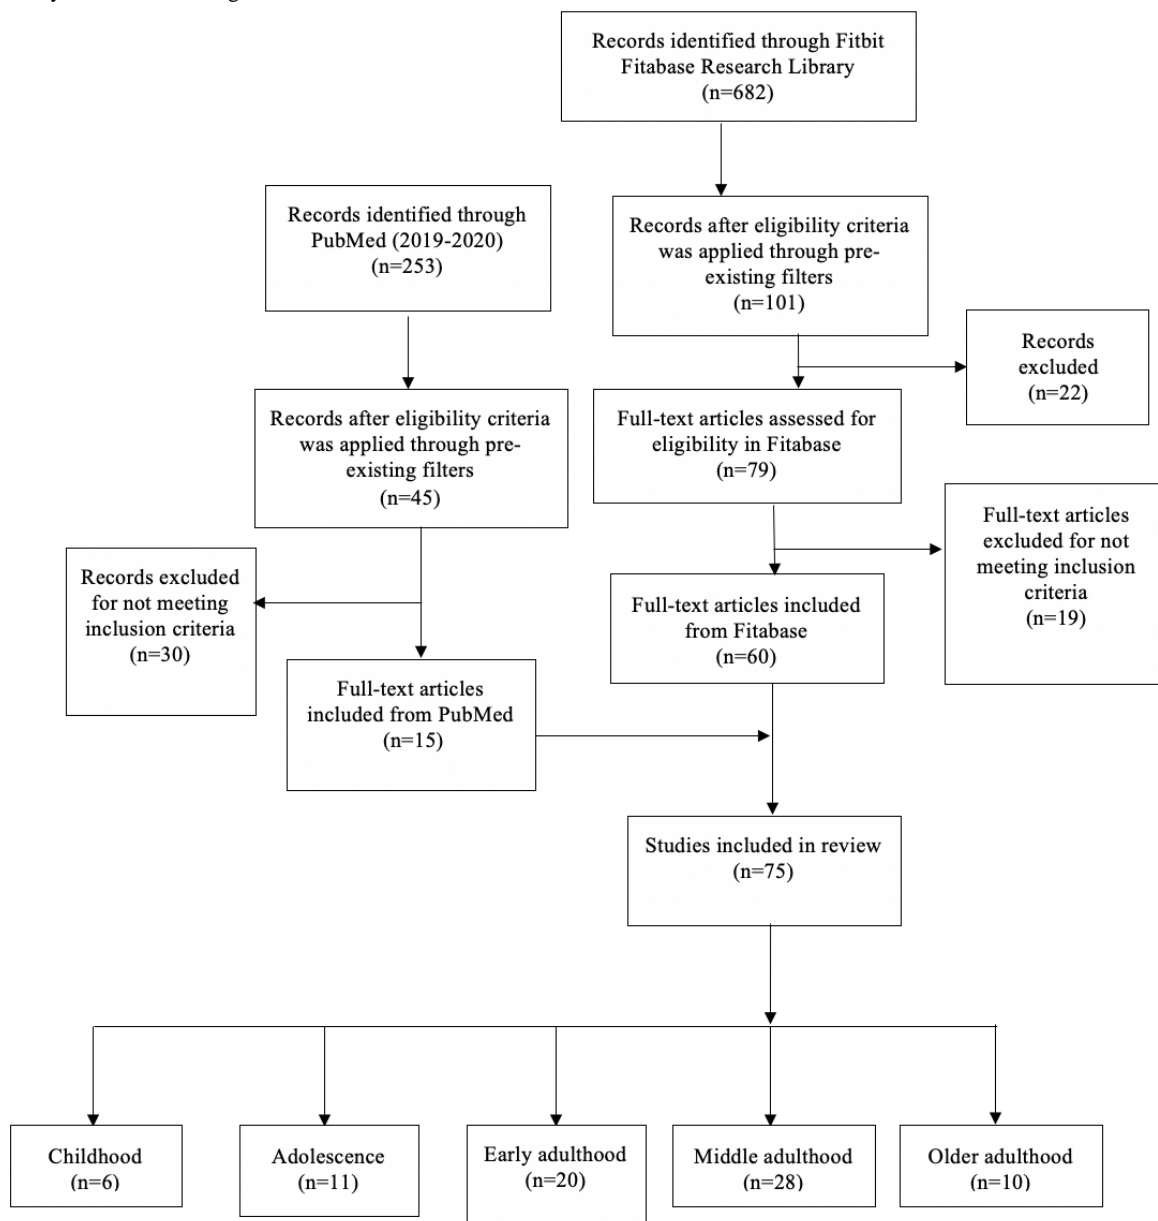 Records identified through Fitbit
Fitabase Research Library
(n=682)
Records identified through
PubMed (2019-2020)
(n=253)
Records after eligibility criteria
was applied through pre-
existing filters
(n=101)
Records
excluded
(n=22)
Records after eligibility criteria
was applied through pre-
existing filters
(n=45)
Full-text articles assessed for
eligibility in Fitabase
(n=79)
Full-text articles
excluded for not
meeting inclusion
criteria
(n=19)
Records excluded
for not meeting
inclusion criteria
(n=30)
Full-text articles included
from Fitabase
(n=60)
Full-text articles
included from PubMed
(n=15)
Studies included in review
(n=75)
Childhood
(n=6)
Adolescence
(n=11)
Early adulthood
(n=20)
Middle adulthood
(n=28)
Older adulthood
(n=10)